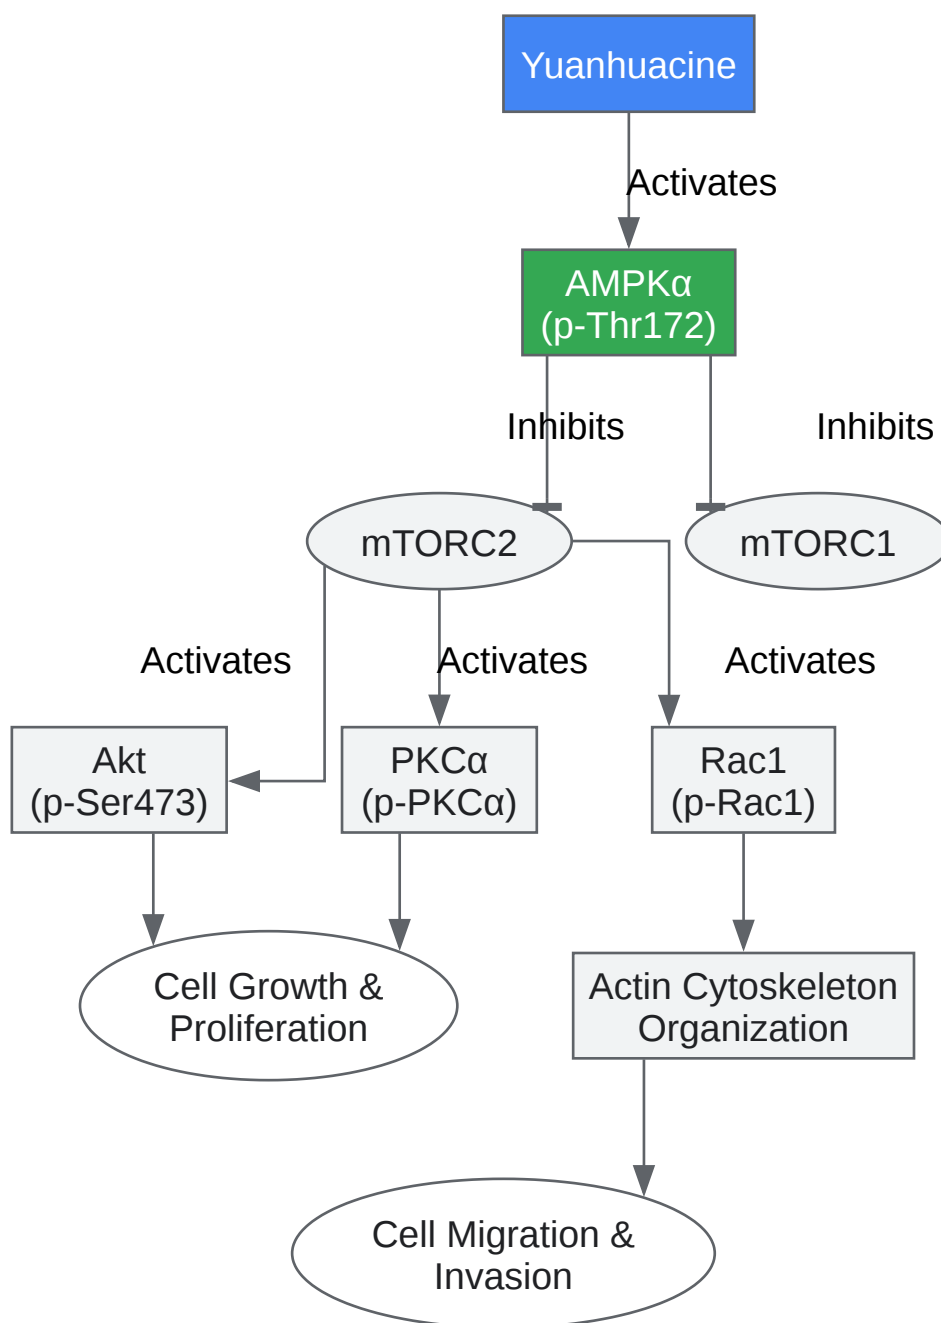 Yuanhuacine
Activates
AMPKα
(p-Thr172)
Inhibits
Inhibits
mTORC2
mTORC1
Activates
Activates
Activates
Akt
(p-Ser473)
PKCα
(p-PKCα)
Rac1
(p-Rac1)
Cell Growth &
Proliferation
Actin Cytoskeleton
Organization
Cell Migration &
Invasion